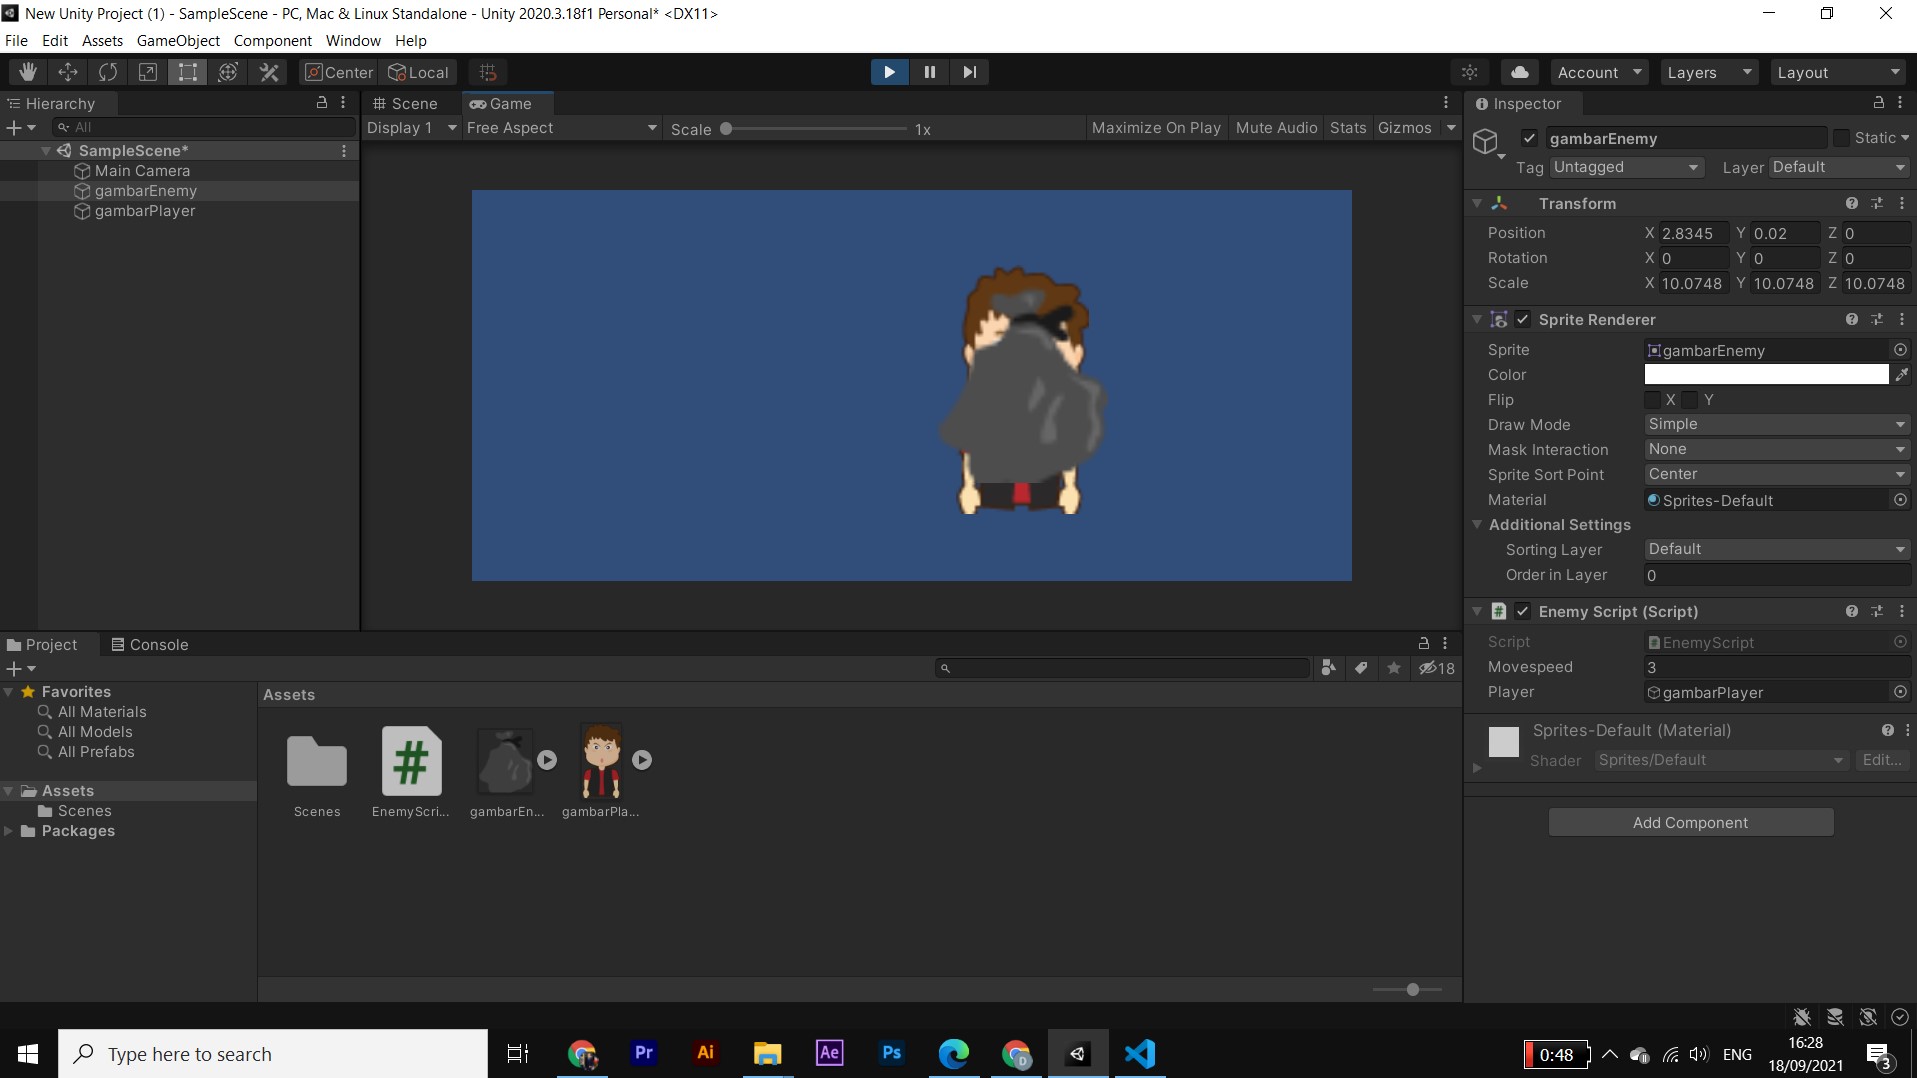 New Unity Project (1) - SampleScene - PC, Mac & Linux Standalone - Unity 2020.3.18f1 Personal* <DX11>
File Edit Assets GameObject Component Window Help
Center Local Account Layers Layout
Hierarchy
All
SampleScene*
Main Camera
gambarEnemy
gambarPlayer
Scene Game
Display 1 Free Aspect Scale 1x Maximize On Play Mute Audio Stats Gizmos
Inspector
gambarEnemy Static
Tag Untagged Layer Default
Transform
Position X 2.8345 Y 0.02 Z 0
Rotation X 0 Y 0 Z 0
Scale X 10.0748 Y 10.0748 Z 10.0748
Sprite Renderer
Sprite gambarEnemy
Color
Flip X Y
Draw Mode Simple
Mask Interaction None
Sprite Sort Point Center
Material Sprites-Default
Additional Settings
Sorting Layer Default
Order in Layer 0
# Enemy Script (Script)
Script EnemyScript
Movespeed 3
Player gambarPlayer
Sprites-Default (Material)
Shader Sprites/Default Edit...
Add Component
Project Console
18
Favorites
All Materials
All Models
All Prefabs
Assets
Scenes
Packages
Assets
#
Scenes EnemyScri... gambarEn... gambarPla...
Type here to search
Pr Ai Ae Ps D
0:48 ENG 16:28
18/09/2021 3